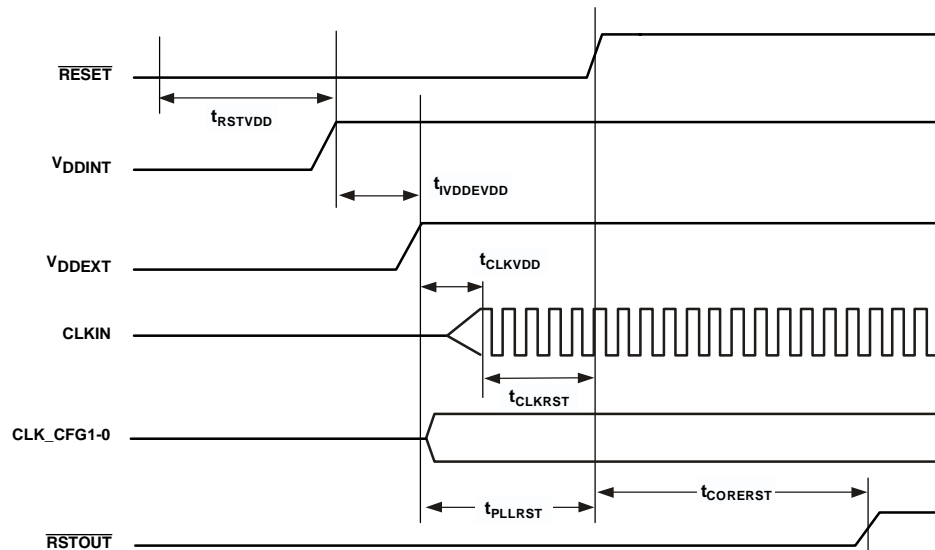 RESET
tRSTVDD
VDDINT
tIVDDEVDD
VDDEXT
tCLKVDD
CLKIN
tCLKRST
CLK_CFG1-0
tPLLRST
tCORERST
RSTOUT